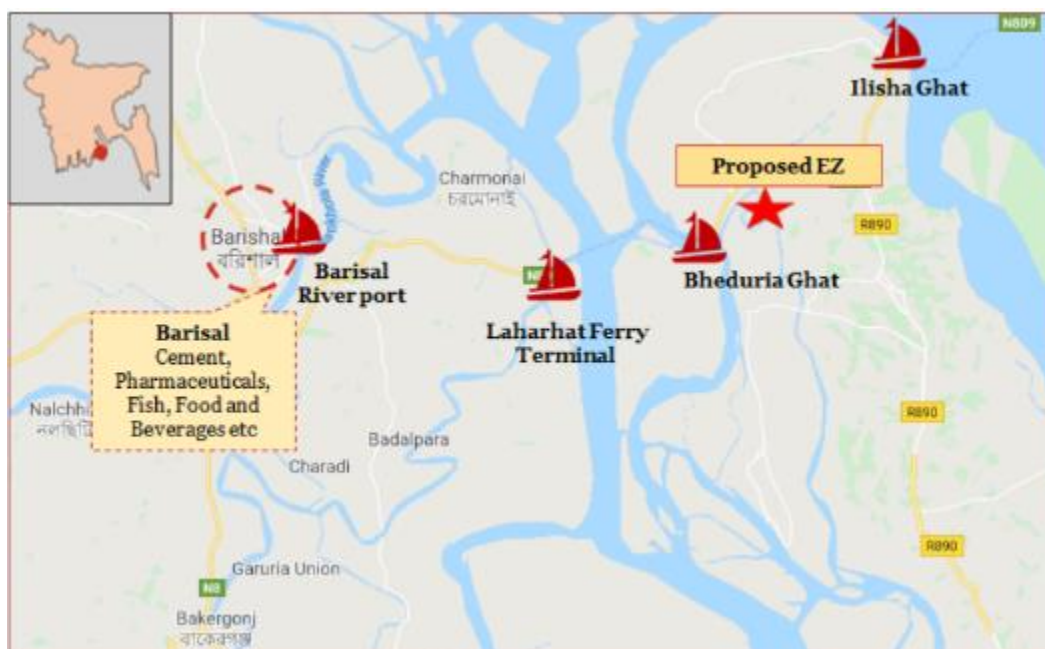 N809
Ilisha Ghat
Proposed EZ
Charmonai
চরমোনাই
R890
Barishal
বরিশাল
Barisal
River port
Bheduria Ghat
Laharhat Ferry
Terminal
Barisal
Cement,
Pharmaceuticals,
Fish, Food and
Beverages etc
R890
Badalpara
Charadi
R890
Garuria Union
N8
Bakergonj
বাকেরগঞ্জ